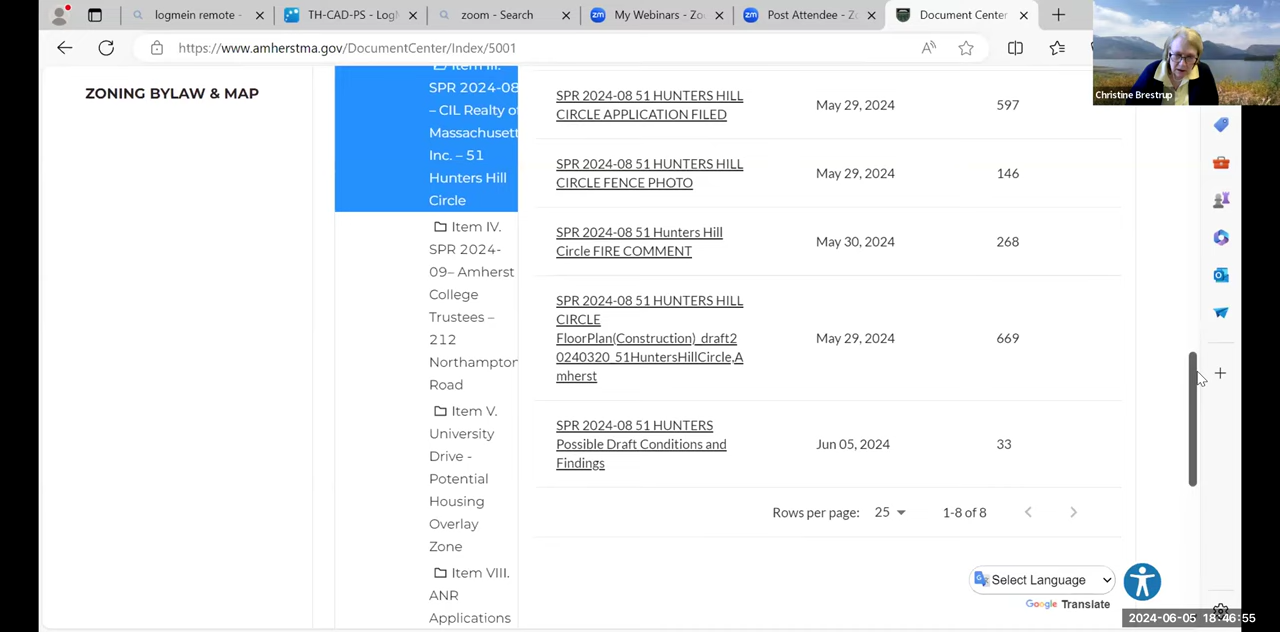 logmein remote -
TH-CAD-PS - Log
zoom - Search
My Webinars - Zo
Post Attendee - Zo
Document Center
https://www.amherstma.gov/DocumentCenter/Index/5001
Christine Brestrup
ZONING BYLAW & MAP
Item III.
SPR 2024-08
– CIL Realty of
Massachusett
Inc. – 51
Hunters Hill
Circle
Item IV.
SPR 2024-
09– Amherst
College
Trustees –
212
Northampton
Road
Item V.
University
Drive -
Potential
Housing
Overlay
Zone
Item VIII.
ANR
Applications
SPR 2024-08 51 HUNTERS HILL
CIRCLE APPLICATION FILED
May 29, 2024
597
SPR 2024-08 51 HUNTERS HILL
CIRCLE FENCE PHOTO
May 29, 2024
146
SPR 2024-08 51 Hunters Hill
Circle FIRE COMMENT
May 30, 2024
268
SPR 2024-08 51 HUNTERS HILL
CIRCLE
FloorPlan(Construction)_draft2
0240320_51HuntersHillCircle,A
mherst
May 29, 2024
669
SPR 2024-08 51 HUNTERS
Possible Draft Conditions and
Findings
Jun 05, 2024
33
Rows per page: 25
1-8 of 8
Select Language
Google Translate
2024-06-05 18:46:55